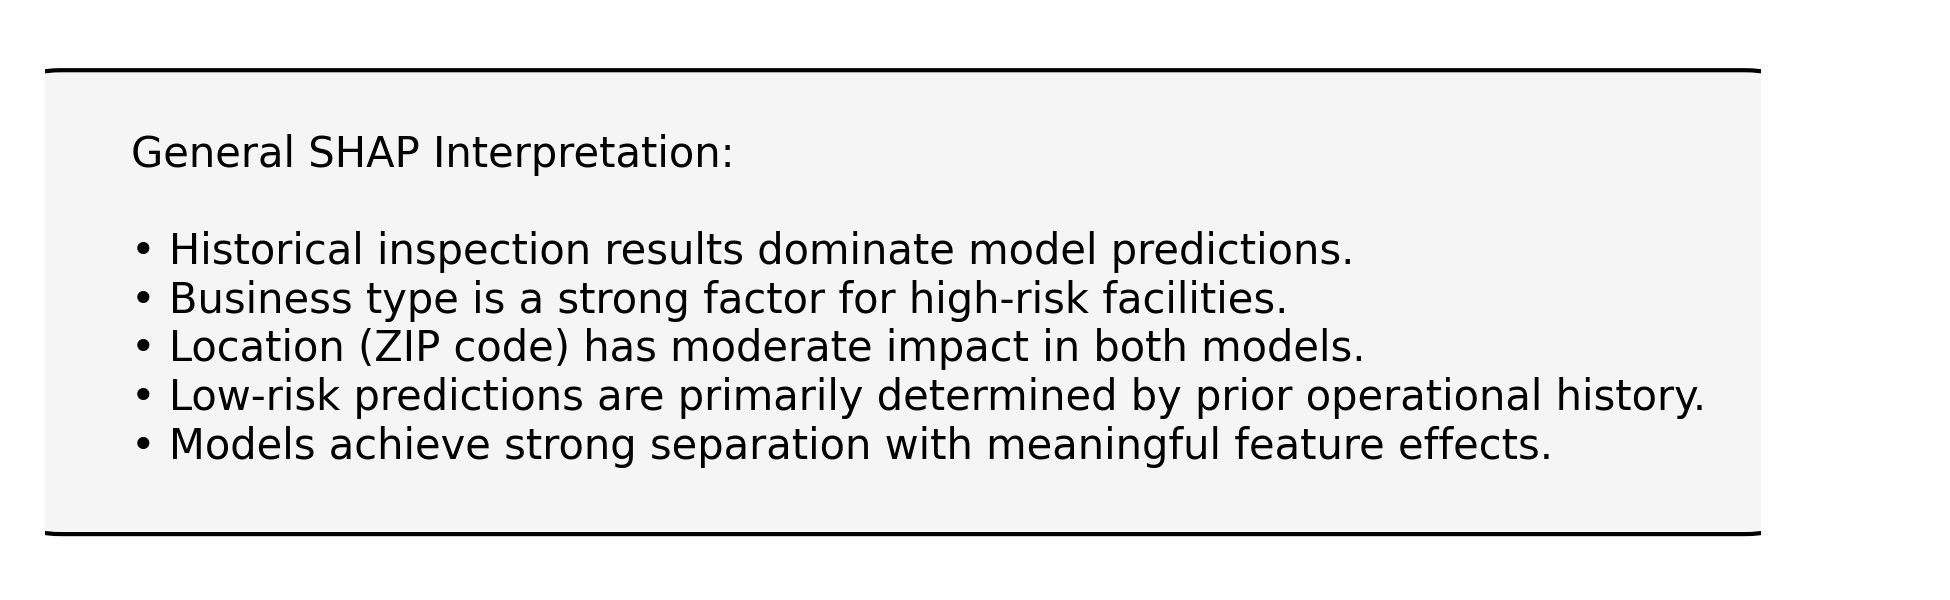 General SHAP Interpretation:
• Historical inspection results dominate model predictions.
• Business type is a strong factor for high-risk facilities.
• Location (ZIP code) has moderate impact in both models.
• Low-risk predictions are primarily determined by prior operational history.
• Models achieve strong separation with meaningful feature effects.